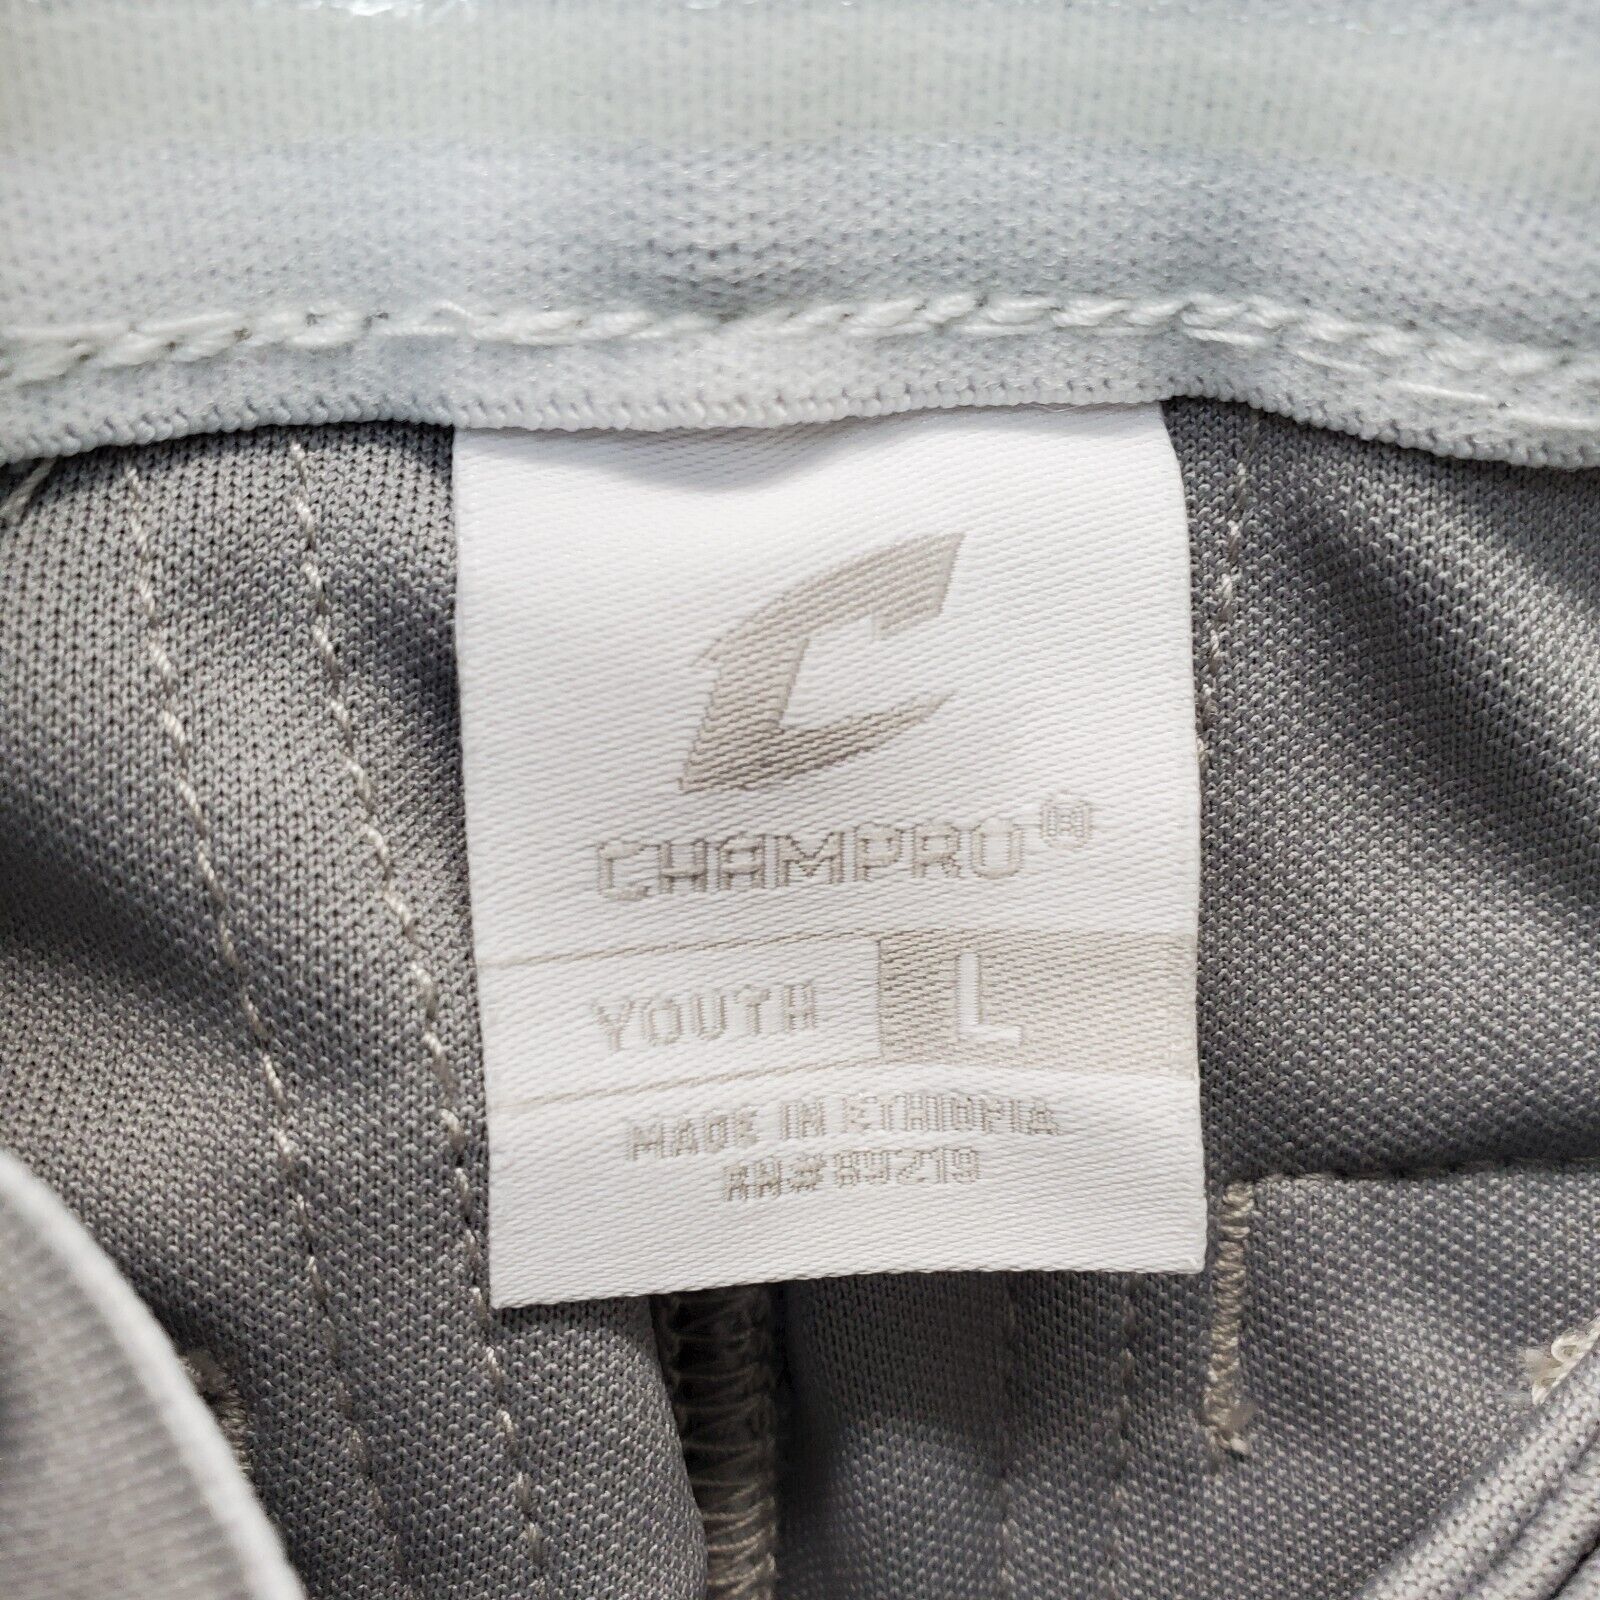 CHAMPRO®
YOUTH L
MADE IN ETHIOPIA
RN#89219